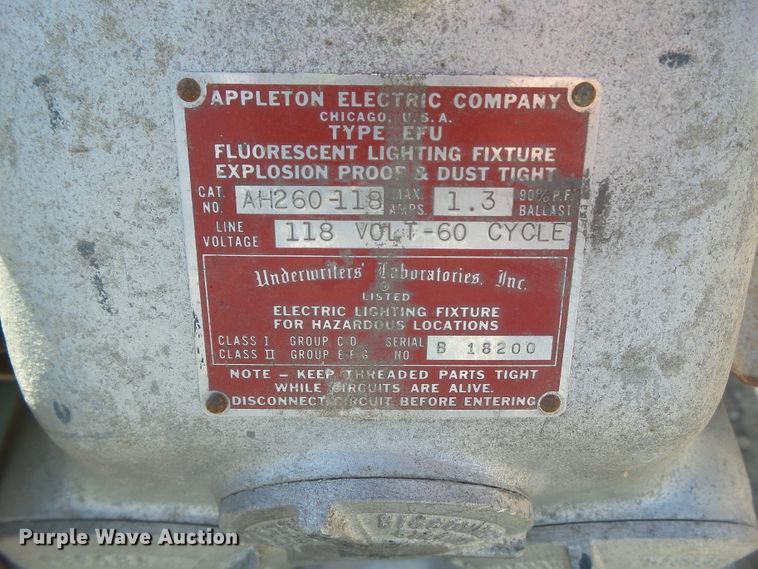 APPLETON ELECTRIC COMPANY
CHICAGO, U.S.A.
TYPE EFU
FLUORESCENT LIGHTING FIXTURE
EXPLOSION PROOF & DUST TIGHT
CAT. NO. AH260-118 MAX. AMPS. 1.3 90% P.F. BALLAST
LINE VOLTAGE 118 VOLT-60 CYCLE
Underwriters' Laboratories, Inc.
®
LISTED
ELECTRIC LIGHTING FIXTURE
FOR HAZARDOUS LOCATIONS
CLASS I GROUP C D SERIAL
CLASS II GROUP E F G NO. B 18200
NOTE - KEEP THREADED PARTS TIGHT
WHILE CIRCUITS ARE ALIVE.
DISCONNECT CIRCUIT BEFORE ENTERING
Purple Wave Auction